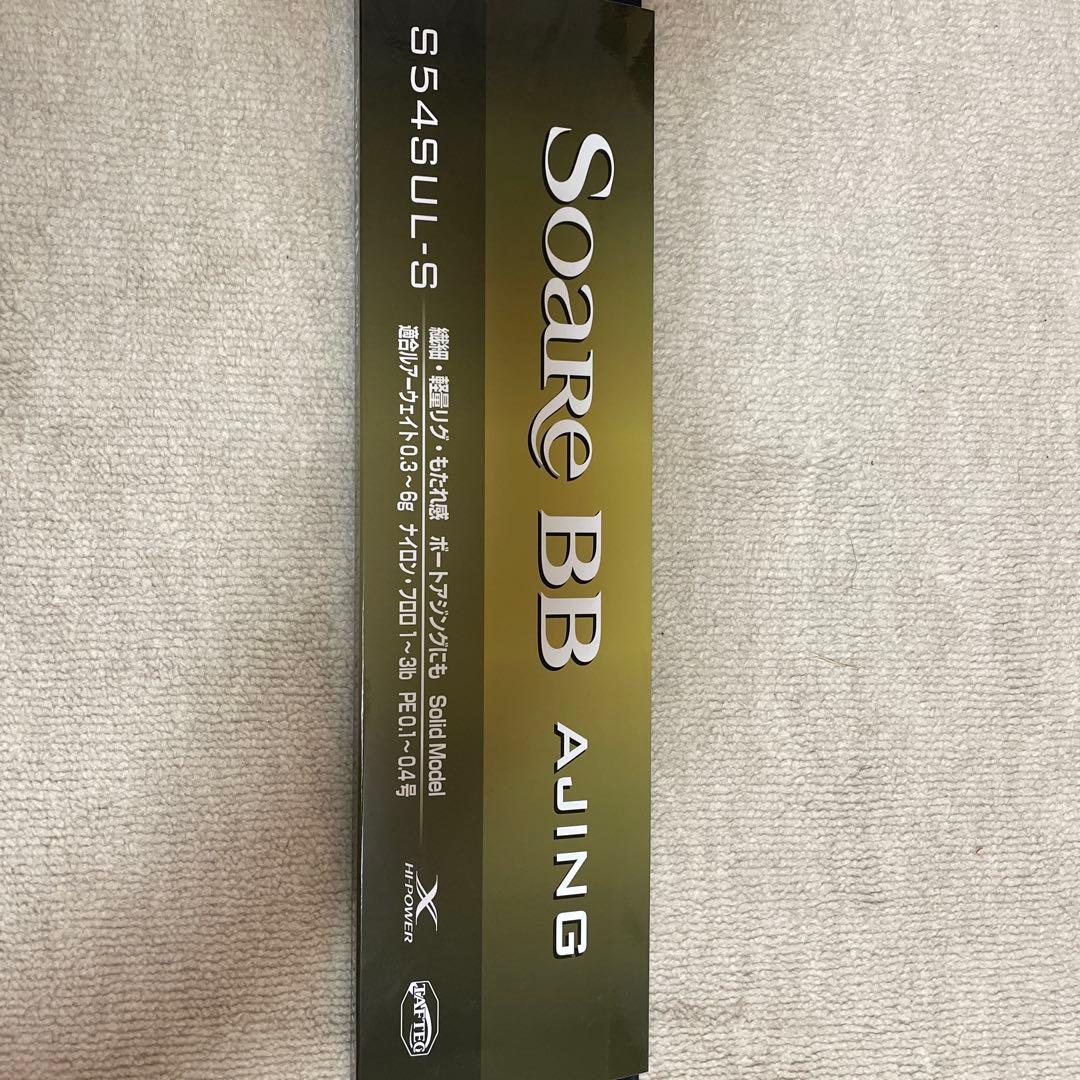 Soare BB AJING
S54SUL-S
繊細・軽量リグ・もたれ感 ボートアジングにも Solid Model
適合ルアーウェイト0.3～6g ナイロン・フロロ1～3lb PE0.1～0.4号
X
HI-POWER
TAFTEC